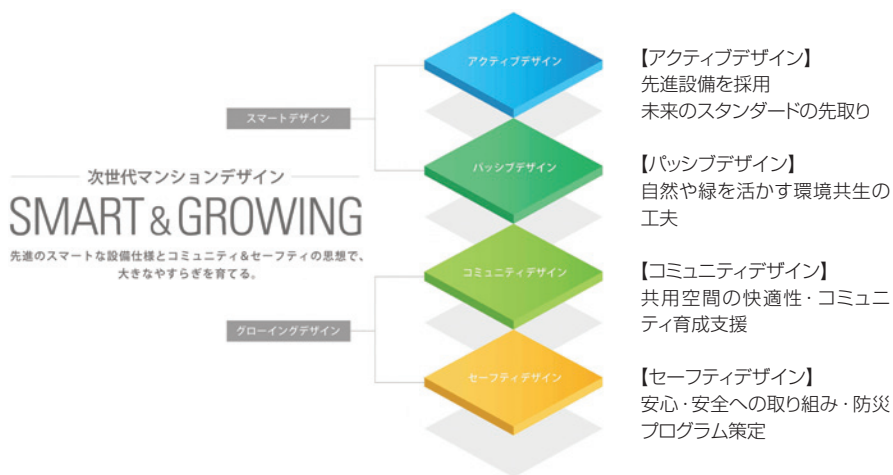 次世代マンションデザイン
SMART & GROWING
先進のスマートな設備仕様とコミュニティ&セーフティの思想で、
大きなやすらぎを育てる。
スマートデザイン
グローイングデザイン
アクティブデザイン
パッシブデザイン
コミュニティデザイン
セーフティデザイン
【アクティブデザイン】
先進設備を採用
未来のスタンダードの先取り
【パッシブデザイン】
自然や緑を活かす環境共生の
工夫
【コミュニティデザイン】
共用空間の快適性・コミュニ
ティ育成支援
【セーフティデザイン】
安心・安全への取り組み・防災
プログラム策定